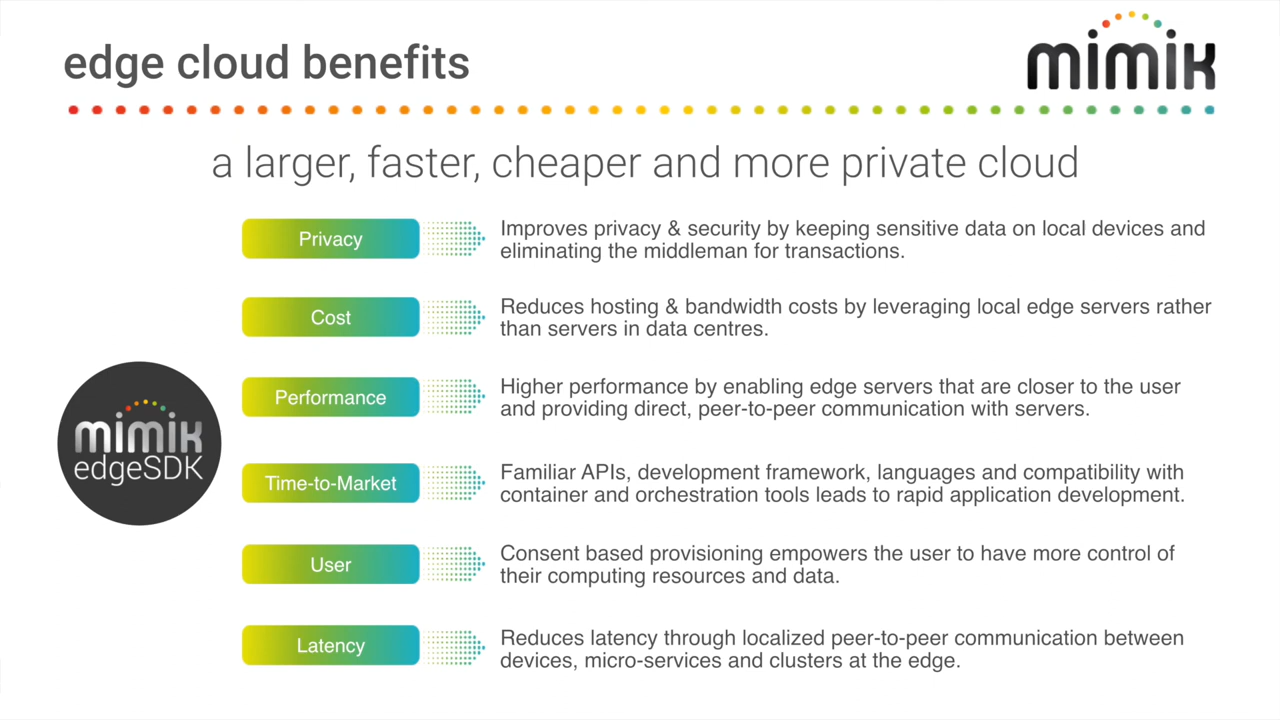 edge cloud benefits
mimik
a larger, faster, cheaper and more private cloud
Privacy
Improves privacy & security by keeping sensitive data on local devices and
eliminating the middleman for transactions.
Cost
Reduces hosting & bandwidth costs by leveraging local edge servers rather
than servers in data centres.
Performance
Higher performance by enabling edge servers that are closer to the user
and providing direct, peer-to-peer communication with servers.
mimik
edgeSDK
Time-to-Market
Familiar APIs, development framework, languages and compatibility with
container and orchestration tools leads to rapid application development.
User
Consent based provisioning empowers the user to have more control of
their computing resources and data.
Latency
Reduces latency through localized peer-to-peer communication between
devices, micro-services and clusters at the edge.